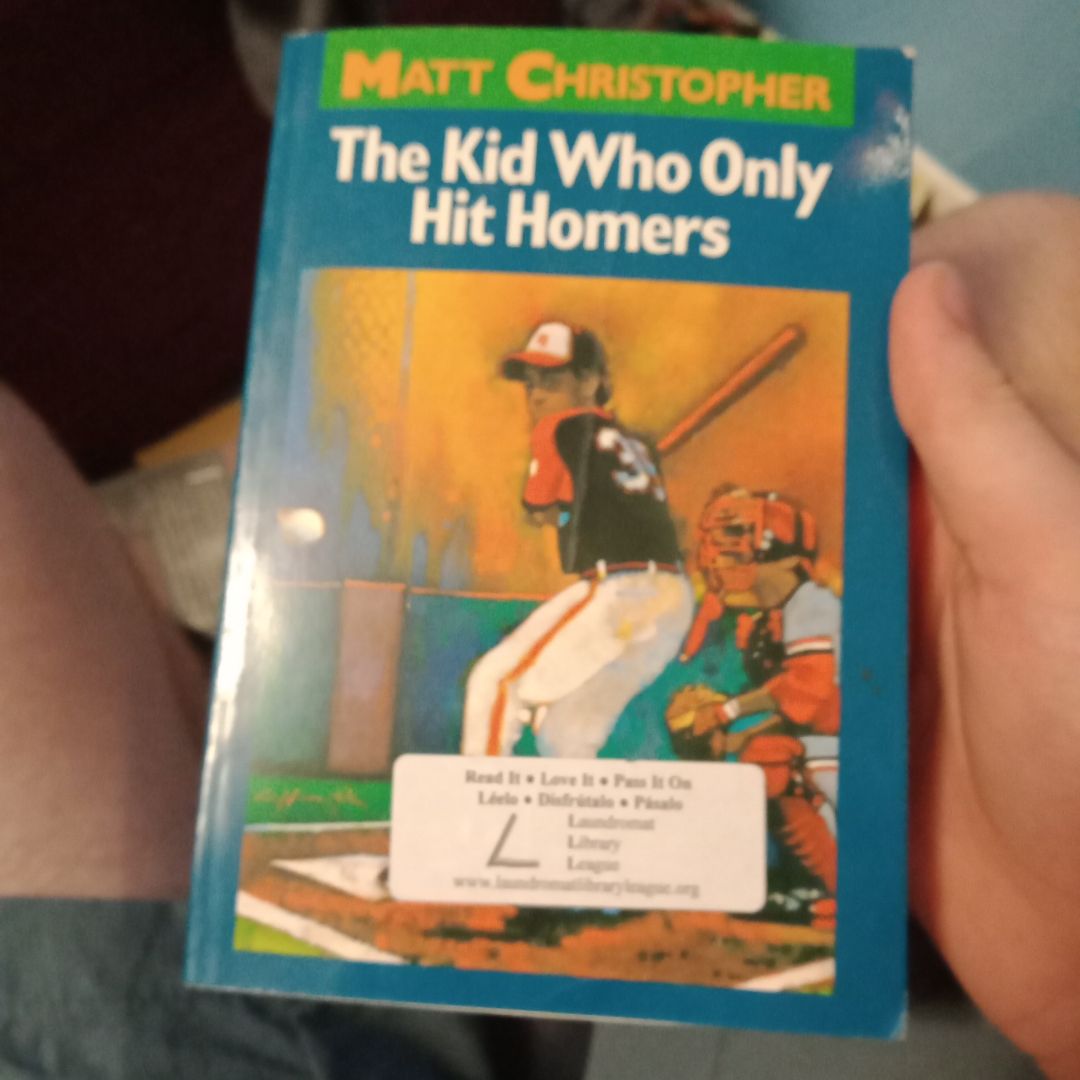 MATT CHRISTOPHER
The Kid Who Only
Hit Homers
Read It • Love It • Pass It On
Léelo • Disfrútalo • Pásalo
Laundromat
Library
League
www.laundromatlibraryleague.org